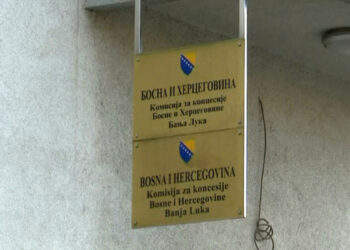 БОСНА И ХЕРЦЕГОВИНА
Комисија за концесије
Босне и Херцеговине
Бања Лука
BOSNA I HERCEGOVINA
Komisija za koncesije
Bosne i Hercegovine
Banja Luka